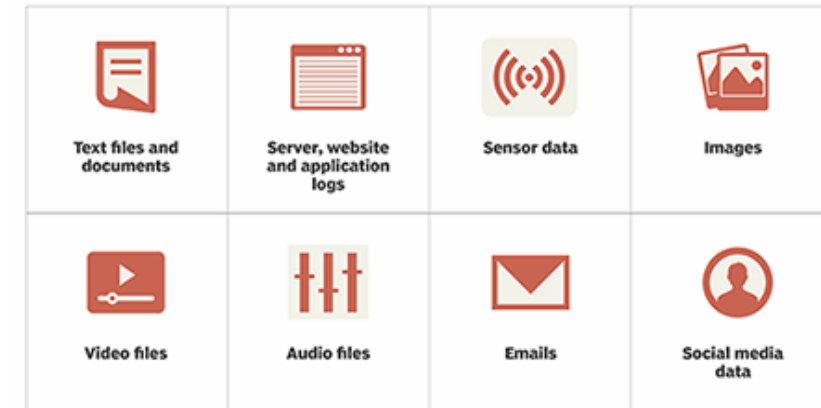 Text files and
documents
Server, website
and application
logs
Sensor data
Images
Video files
Audio files
Emails
Social media
data